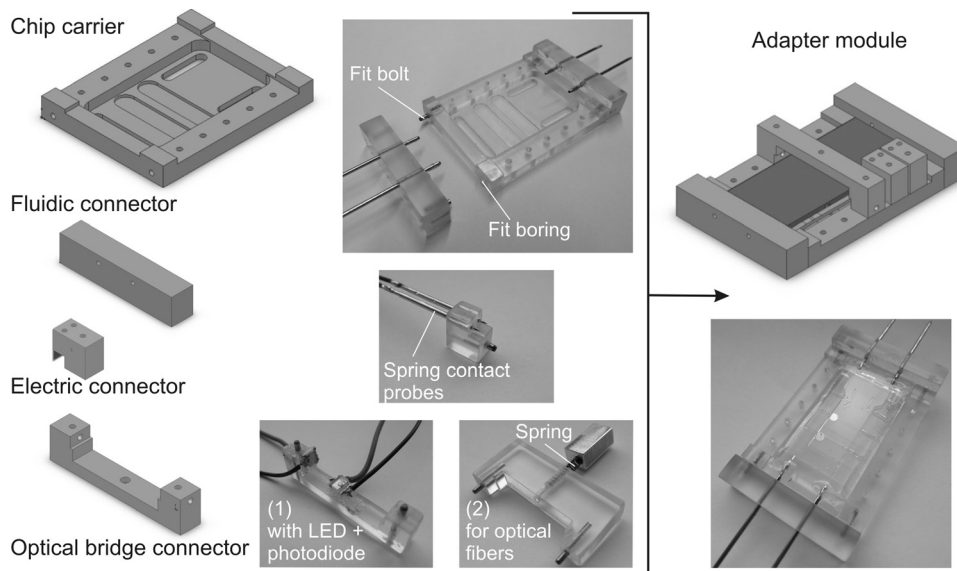 Chip carrier
Fluidic connector
Electric connector
Optical bridge connector
Fit bolt
Fit boring
Spring contact
probes
(1)
with LED +
photodiode
Spring
(2)
for optical
fibers
Adapter module